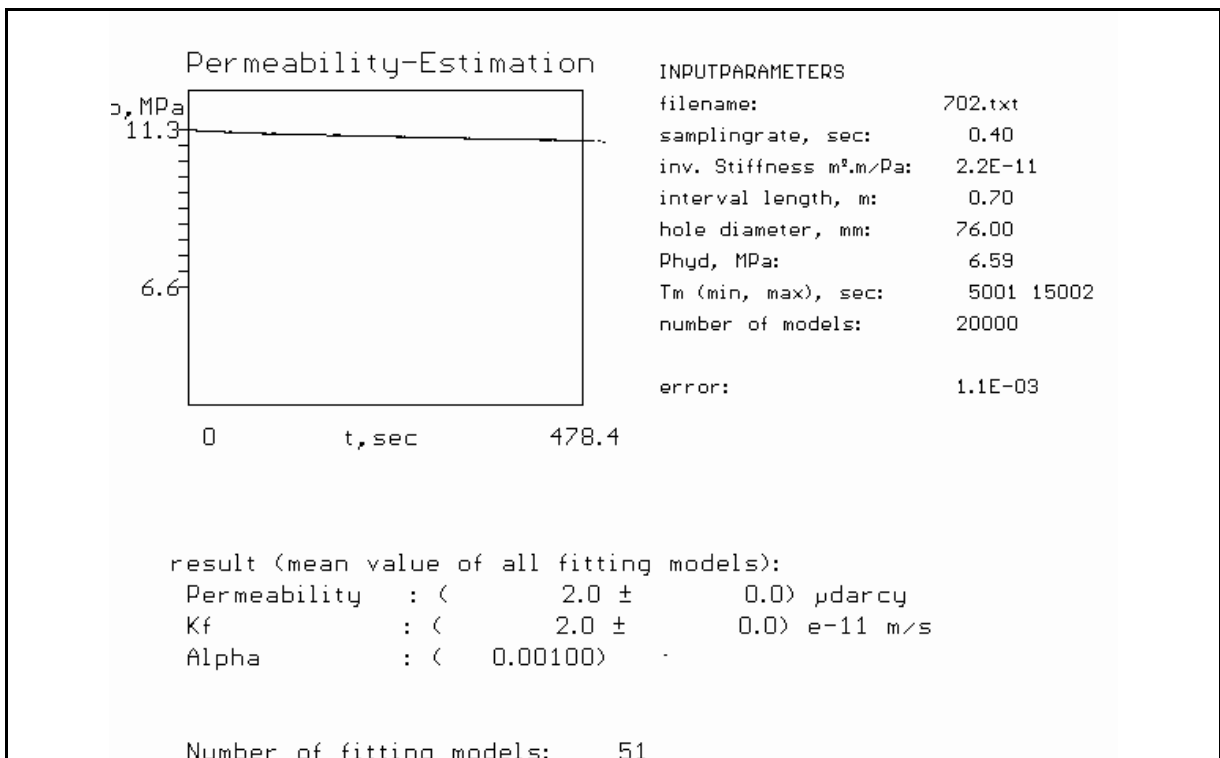 Permeability-Estimation
p,MPa
11.3
6.6
0 t,sec 478.4
INPUTPARAMETERS
filename: 702.txt
samplingrate, sec: 0.40
inv. Stiffness m².m/Pa: 2.2E-11
interval length, m: 0.70
hole diameter, mm: 76.00
Phyd, MPa: 6.59
Tm (min, max), sec: 5001 15002
number of models: 20000
error: 1.1E-03
result (mean value of all fitting models):
Permeability : ( 2.0 ± 0.0) µdarcy
Kf : ( 2.0 ± 0.0) e-11 m/s
Alpha : ( 0.00100)
Number of fitting models: 51